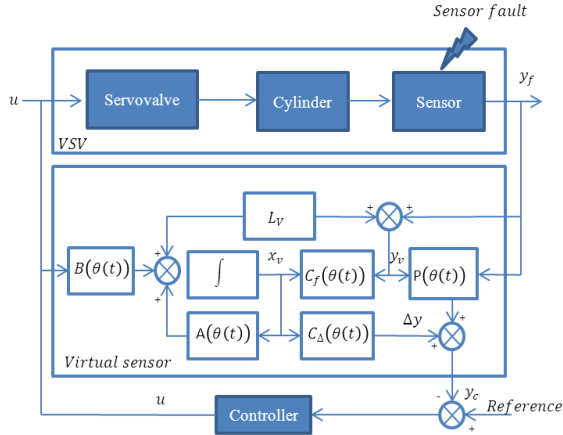 Sensor fault
u
Servovalve
Cylinder
Sensor
y_f
VSV
L_V
+
+
+
B(θ(t))
∫
x_v
C_f(θ(t))
y_v
P(θ(t))
+
A(θ(t))
C_Δ(θ(t))
Δy
+
+
Virtual sensor
u
Controller
-
y_c
Reference
+